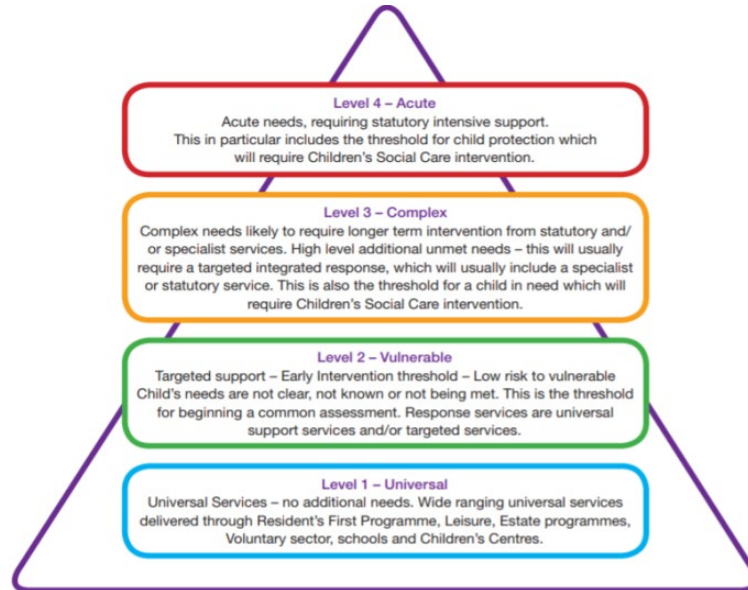 Level 4 – Acute
Acute needs, requiring statutory intensive support.
This in particular includes the threshold for child protection which
will require Children's Social Care intervention.
Level 3 – Complex
Complex needs likely to require longer term intervention from statutory and/
or specialist services. High level additional unmet needs – this will usually
require a targeted integrated response, which will usually include a specialist
or statutory service. This is also the threshold for a child in need which will
require Children's Social Care intervention.
Level 2 – Vulnerable
Targeted support – Early Intervention threshold – Low risk to vulnerable
Child's needs are not clear, not known or not being met. This is the threshold
for beginning a common assessment. Response services are universal
support services and/or targeted services.
Level 1 – Universal
Universal Services – no additional needs. Wide ranging universal services
delivered through Resident's First Programme, Leisure, Estate programmes,
Voluntary sector, schools and Children's Centres.